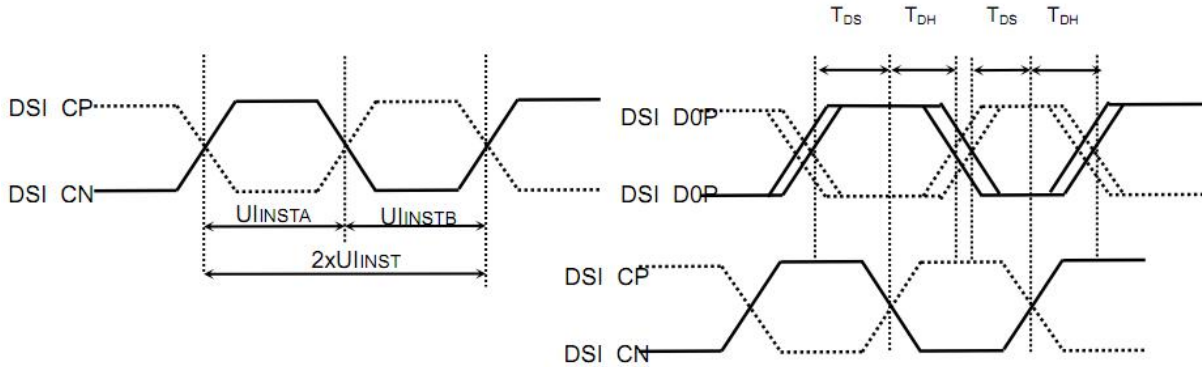 TDS TDH TDS TDH
DSI CP
DSI CN
UIINSTA UIINSTB
2xUIINST
DSI D0P
DSI D0P
DSI CP
DSI CN